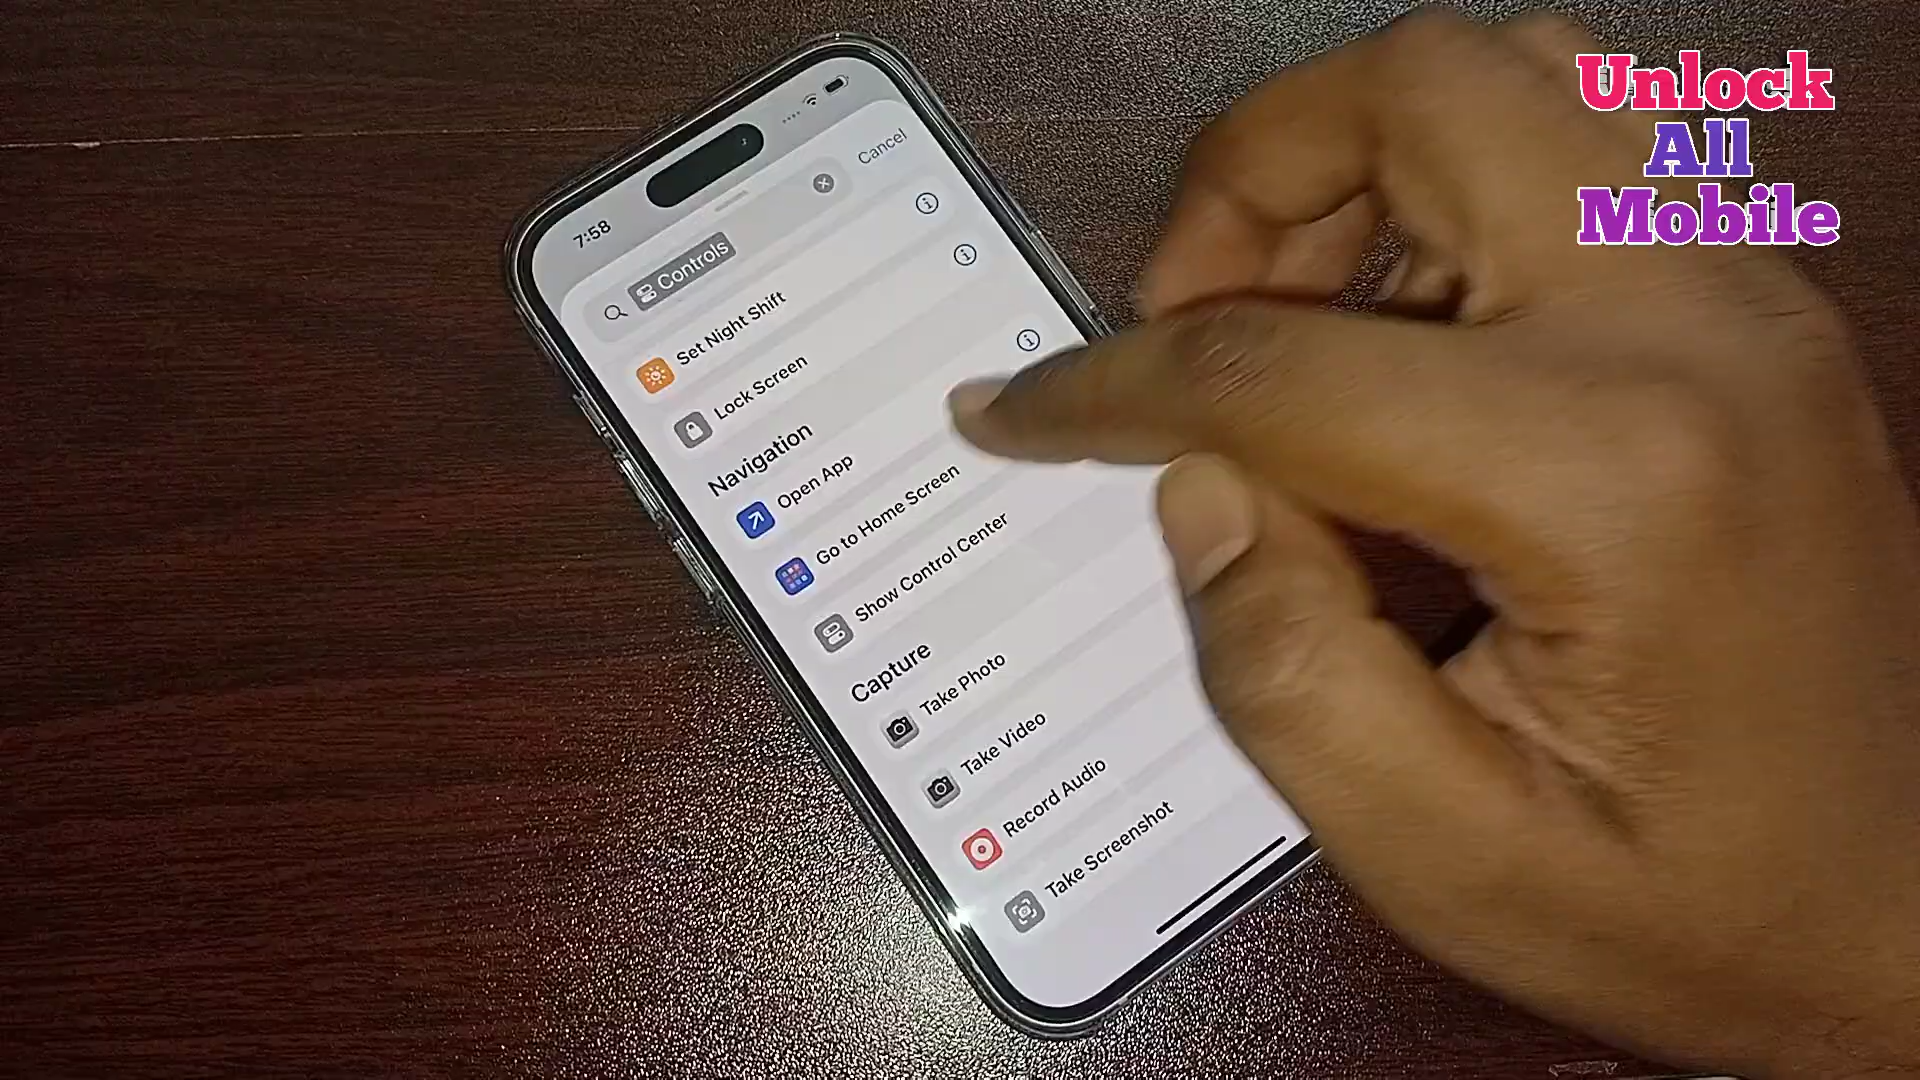 Unlock
All
Mobile
7:58
Cancel
Controls
Set Night Shift
Lock Screen
Navigation
Open App
Go to Home Screen
Show Control Center
Capture
Take Photo
Take Video
Record Audio
Take Screenshot